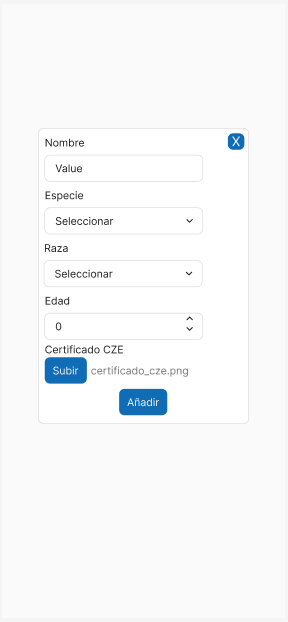 Nombre
X
Value
Especie
Seleccionar
Raza
Seleccionar
Edad
0
Certificado CZE
Subir certificado_cze.png
Añadir